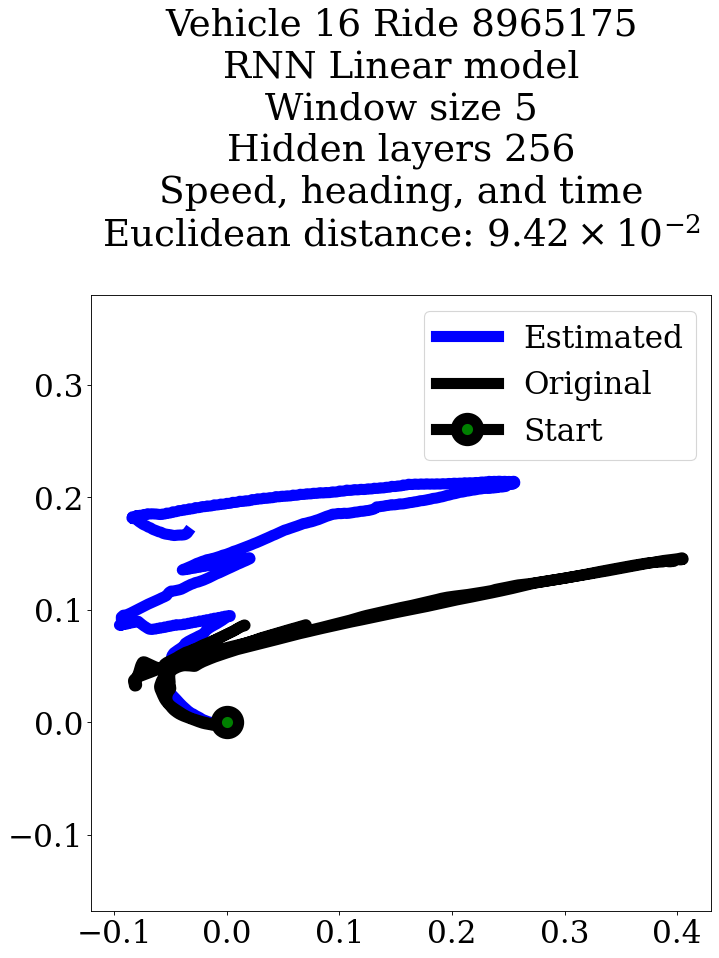 Vehicle 16 Ride 8965175
RNN Linear model
Window size 5
Hidden layers 256
Speed, heading, and time
Euclidean distance: 9.42 × 10⁻²
Estimated
Original
Start
0.3
0.2
0.1
0.0
−0.1
−0.1 0.0 0.1 0.2 0.3 0.4